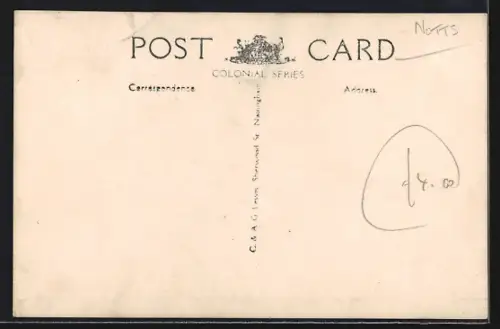 NOTTS
POST CARD
COLONIAL SERIES
Correspondence
Address
C. & A. G. Lewis, Sherwood St. Nottingham
4.00